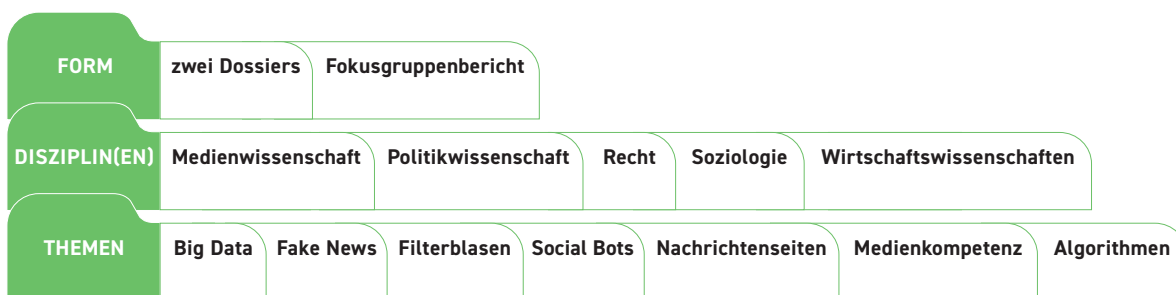 FORM zwei Dossiers Fokusgruppenbericht
DISZIPLIN(EN) Medienwissenschaft Politikwissenschaft Recht Soziologie Wirtschaftswissenschaften
THEMEN Big Data Fake News Filterblasen Social Bots Nachrichtenseiten Medienkompetenz Algorithmen